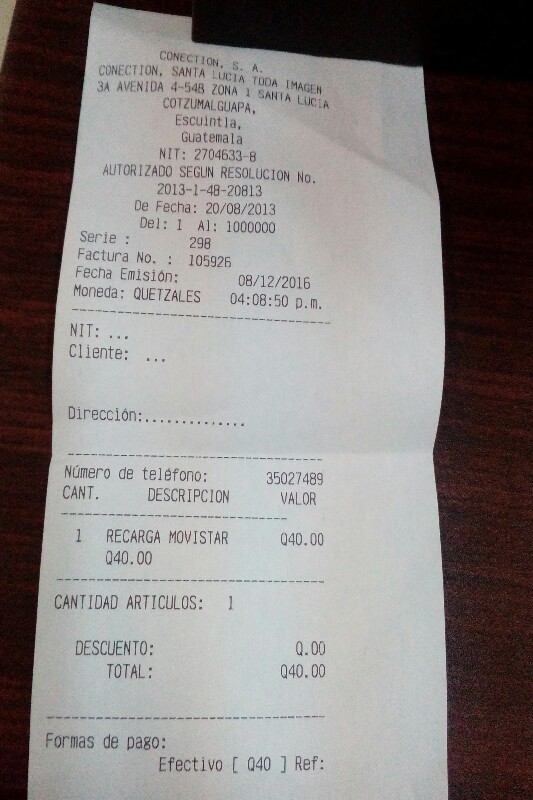 CONECTION, S. A.
CONECTION, SANTA LUCIA TODA IMAGEN
3A AVENIDA 4-54B ZONA 1 SANTA LUCIA
COTZUMALGUAPA,
Escuintla,
Guatemala
NIT: 2704633-8
AUTORIZADO SEGUN RESOLUCION No.
2013-1-48-20813
De Fecha: 20/08/2013
Del: 1 Al: 1000000
Serie : 298
Factura No. : 105926
Fecha Emisión: 08/12/2016
Moneda: QUETZALES 04:08:50 p.m.
NIT: ...
Cliente: ...
Dirección:..............
Número de teléfono: 35027489
CANT. DESCRIPCION VALOR
1 RECARGA MOVISTAR Q40.00
Q40.00
CANTIDAD ARTICULOS: 1
DESCUENTO: Q.00
TOTAL: Q40.00
Formas de pago:
Efectivo [ Q40 ] Ref: